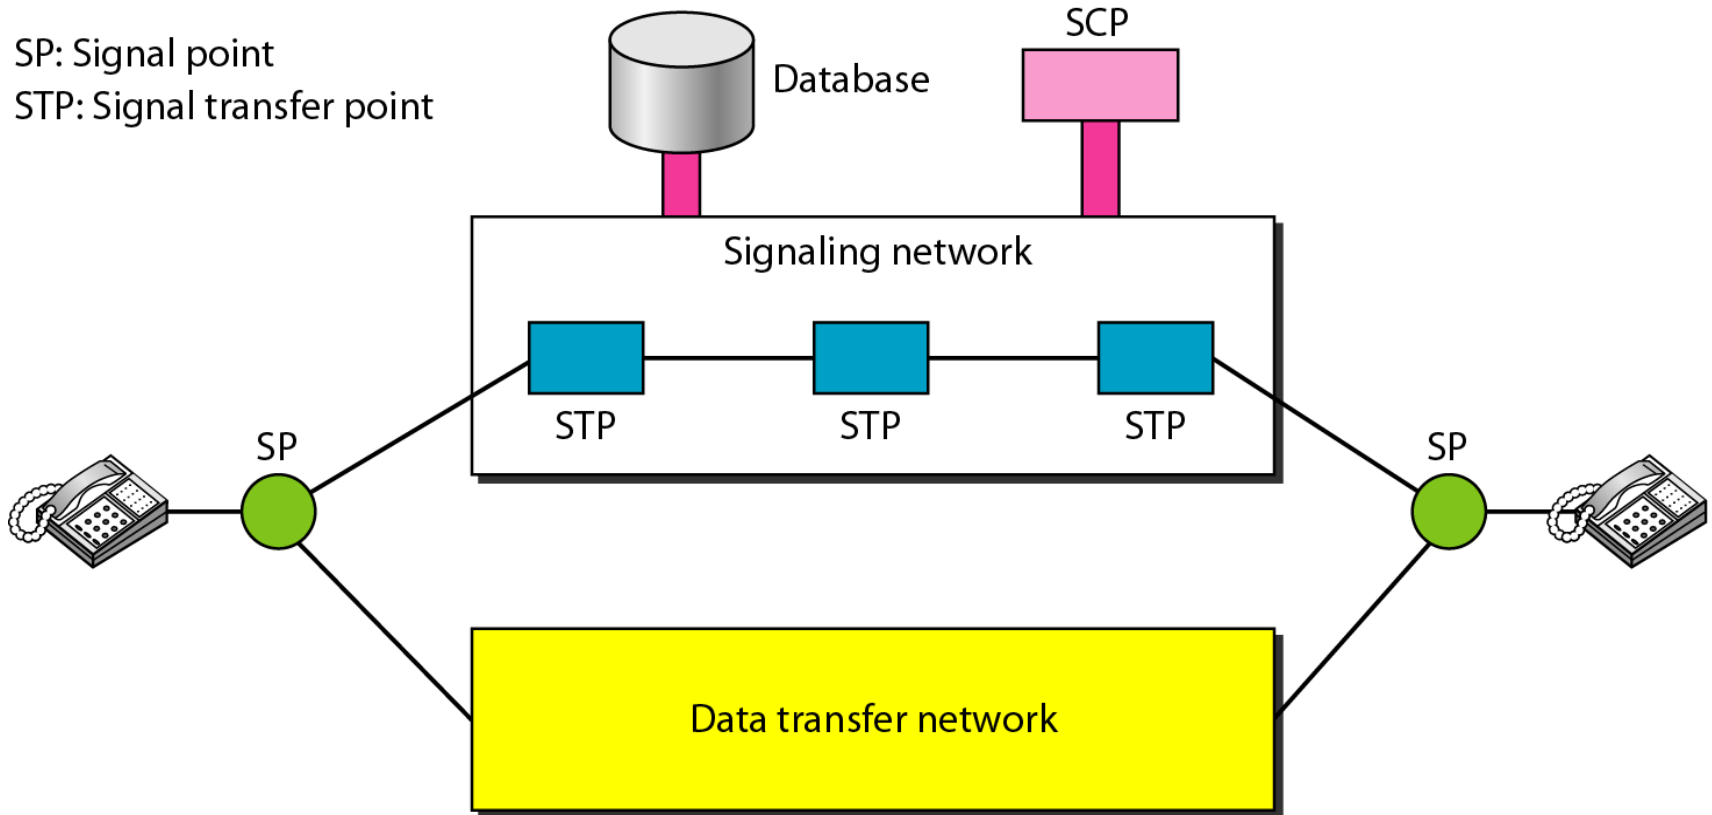 SP: Signal point
STP: Signal transfer point
Database
SCP
Signaling network
STP
STP
STP
SP
SP
Data transfer network